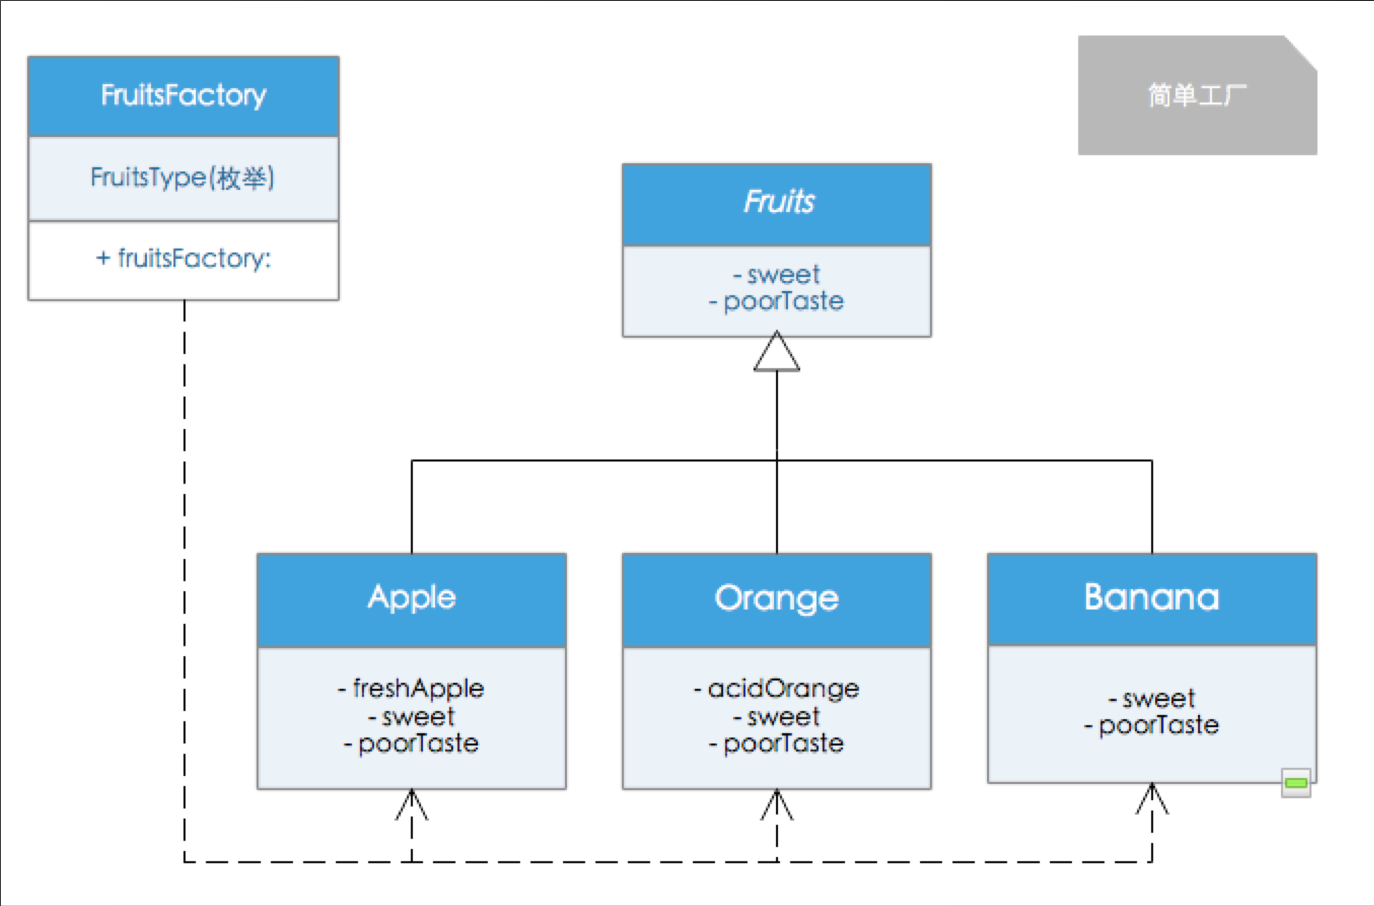 FruitsFactory
FruitsType(枚举)
+ fruitsFactory:
简单工厂
Fruits
- sweet
- poorTaste
Apple
- freshApple
- sweet
- poorTaste
Orange
- acidOrange
- sweet
- poorTaste
Banana
- sweet
- poorTaste